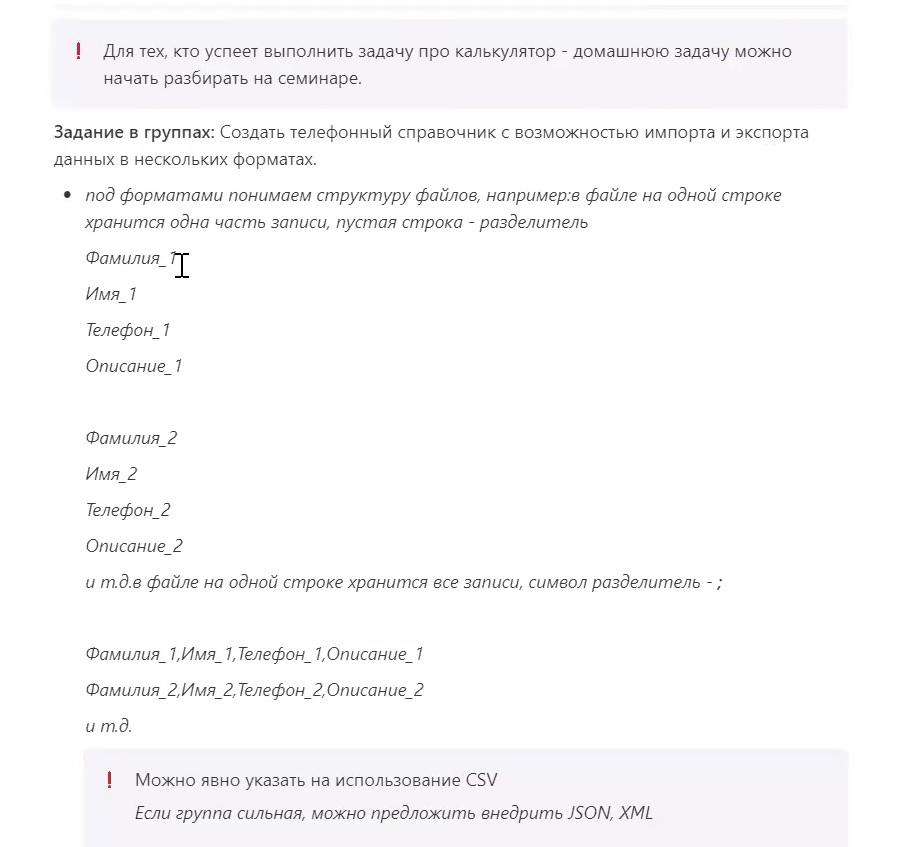 ! Для тех, кто успеет выполнить задачу про калькулятор - домашнюю задачу можно
начать разбирать на семинаре.
Задание в группах: Создать телефонный справочник с возможностью импорта и экспорта
данных в нескольких форматах.
• под форматами понимаем структуру файлов, например:в файле на одной строке
хранится одна часть записи, пустая строка - разделитель
Фамилия_1
Имя_1
Телефон_1
Описание_1
Фамилия_2
Имя_2
Телефон_2
Описание_2
и т.д.в файле на одной строке хранится все записи, символ разделитель - ;
Фамилия_1,Имя_1,Телефон_1,Описание_1
Фамилия_2,Имя_2,Телефон_2,Описание_2
и т.д.
! Можно явно указать на использование CSV
Если группа сильная, можно предложить внедрить JSON, XML